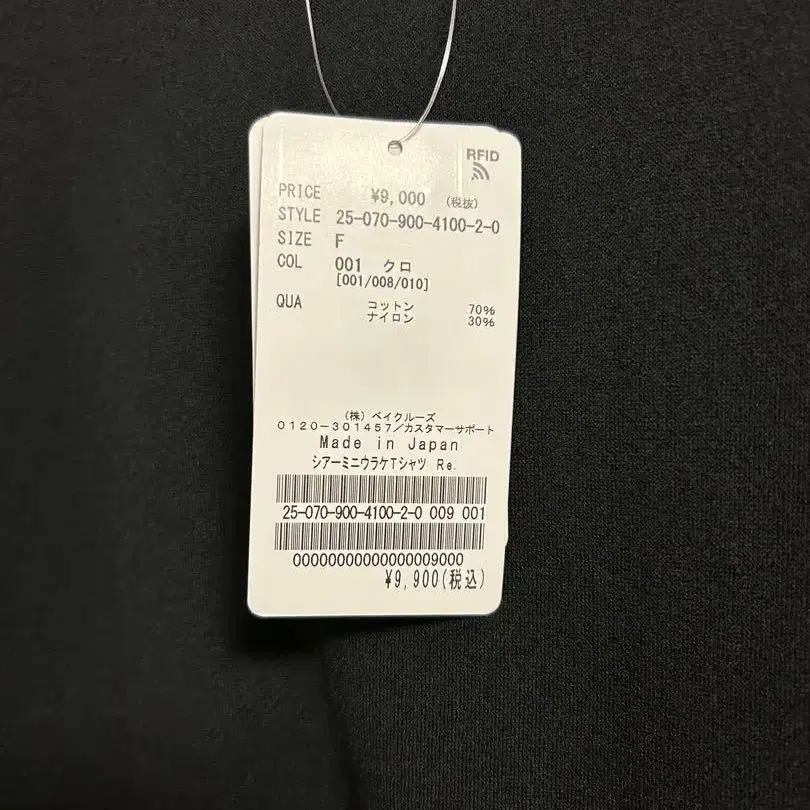 RFID
PRICE ¥9,000 (税抜)
STYLE 25-070-900-4100-2-0
SIZE F
COL 001 クロ
[001/008/010]
QUA コットン 70%
ナイロン 30%
(株) ベイクルーズ
0120-301457/カスタマーサポート
Made in Japan
シアーミニウラケTシャツ Re.
25-070-900-4100-2-0 009 001
00000000000000009000
¥9,900(税込)